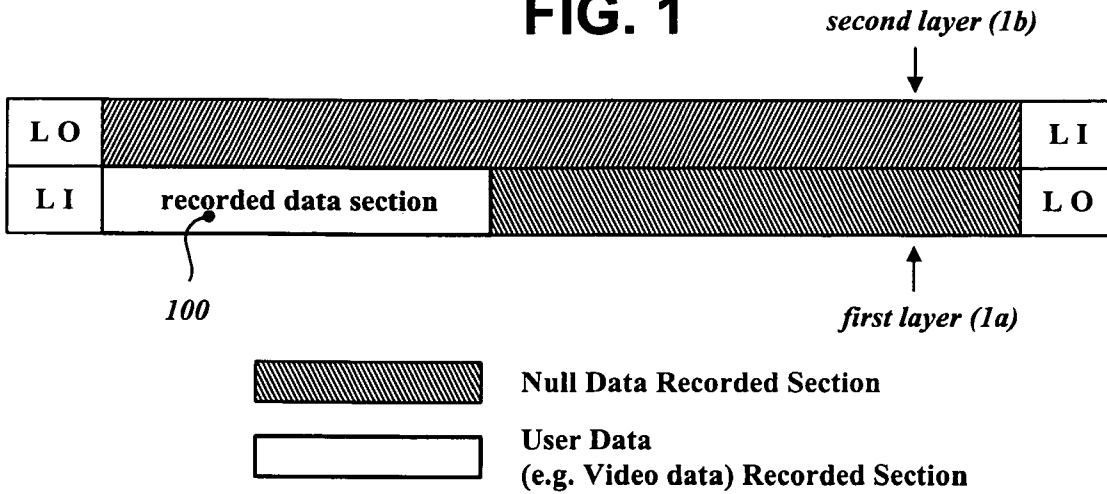 FIG. 1
second layer (1b)
L O
L I
L I
recorded data section
L O
100
first layer (1a)
Null Data Recorded Section
User Data
(e.g. Video data) Recorded Section